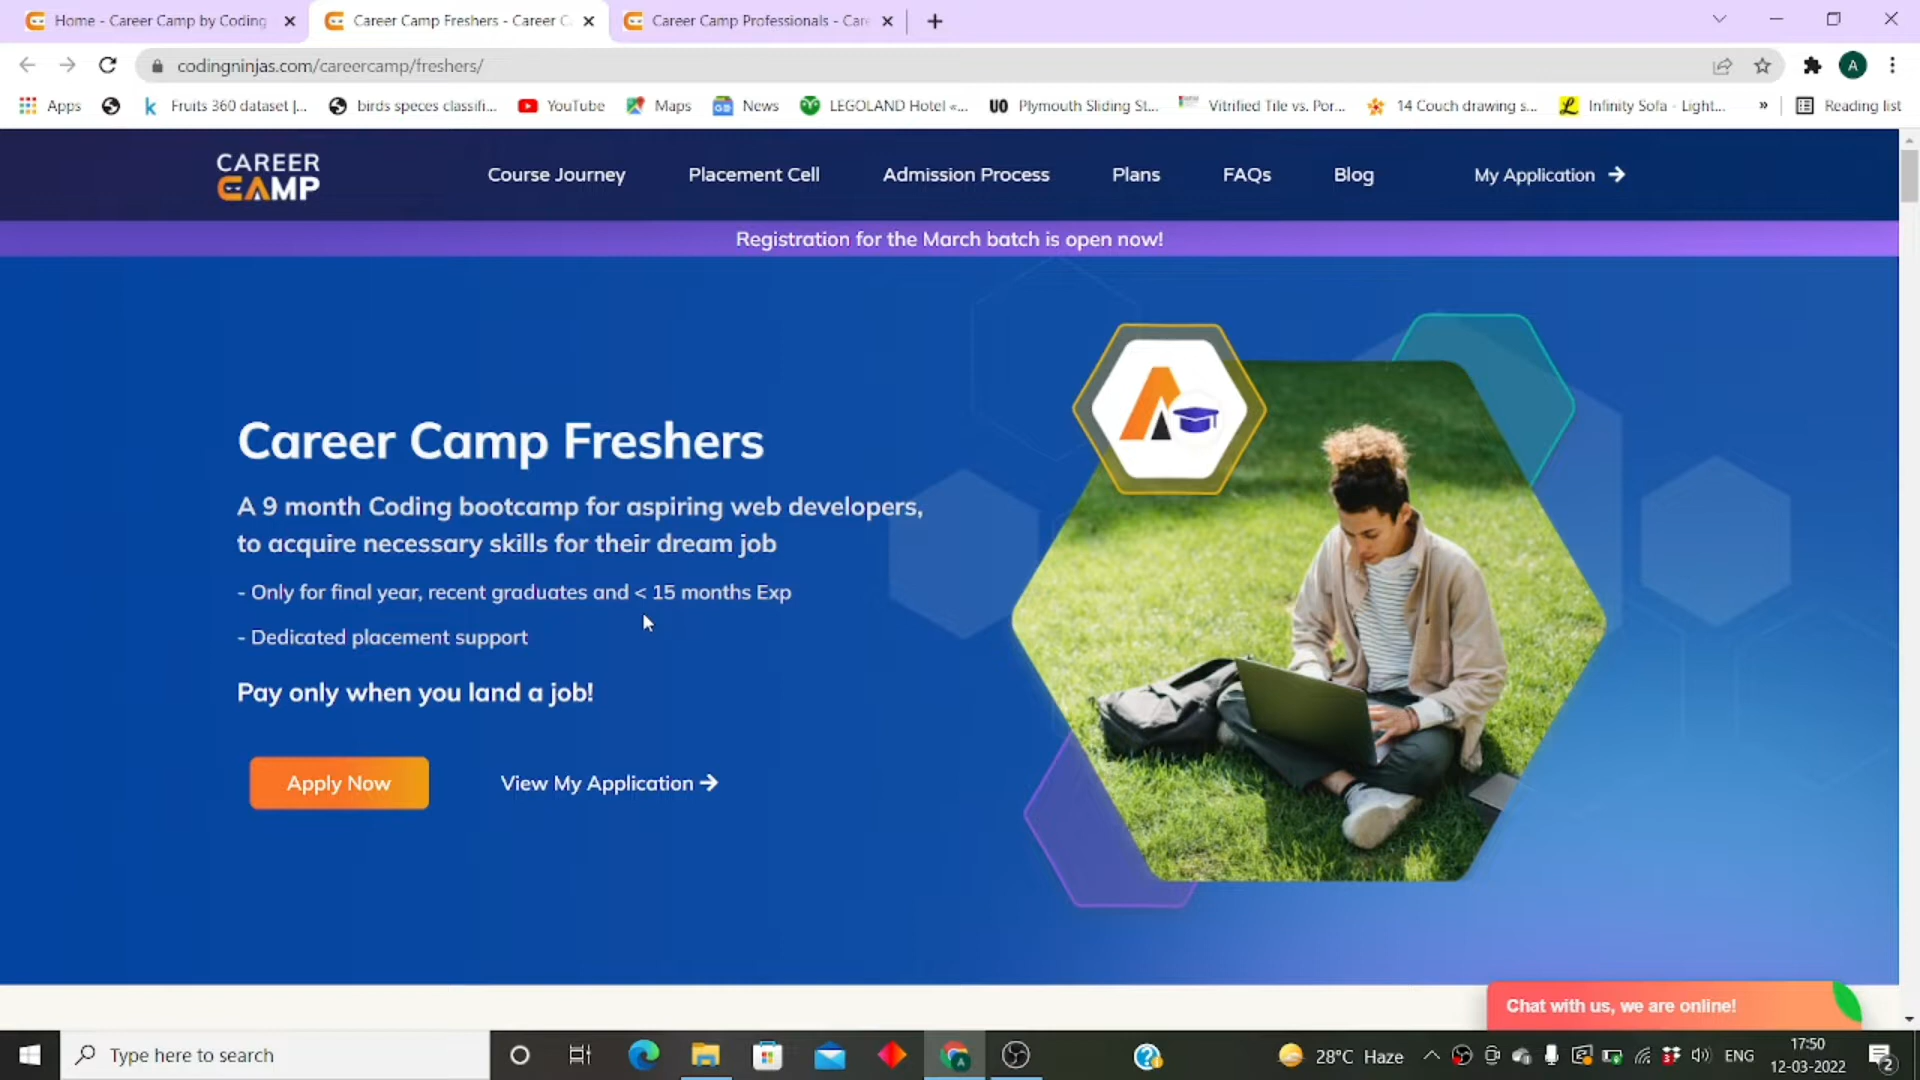 Home - Career Camp by Coding
Career Camp Freshers - Career C
Career Camp Professionals - Care
codingninjas.com/careercamp/freshers/
A
Apps
Fruits 360 dataset |...
birds speces classifi...
YouTube
Maps
News
LEGOLAND Hotel «...
UO Plymouth Sliding St...
Vitrified Tile vs. Por...
14 Couch drawing s...
Infinity Sofa - Light...
»
Reading list
CAREER
CAMP
Course Journey
Placement Cell
Admission Process
Plans
FAQs
Blog
My Application →
Registration for the March batch is open now!
Career Camp Freshers
A 9 month Coding bootcamp for aspiring web developers,
to acquire necessary skills for their dream job
- Only for final year, recent graduates and < 15 months Exp
- Dedicated placement support
Pay only when you land a job!
Apply Now
View My Application →
Chat with us, we are online!
Type here to search
28°C Haze
ENG
17:50
12-03-2022
2